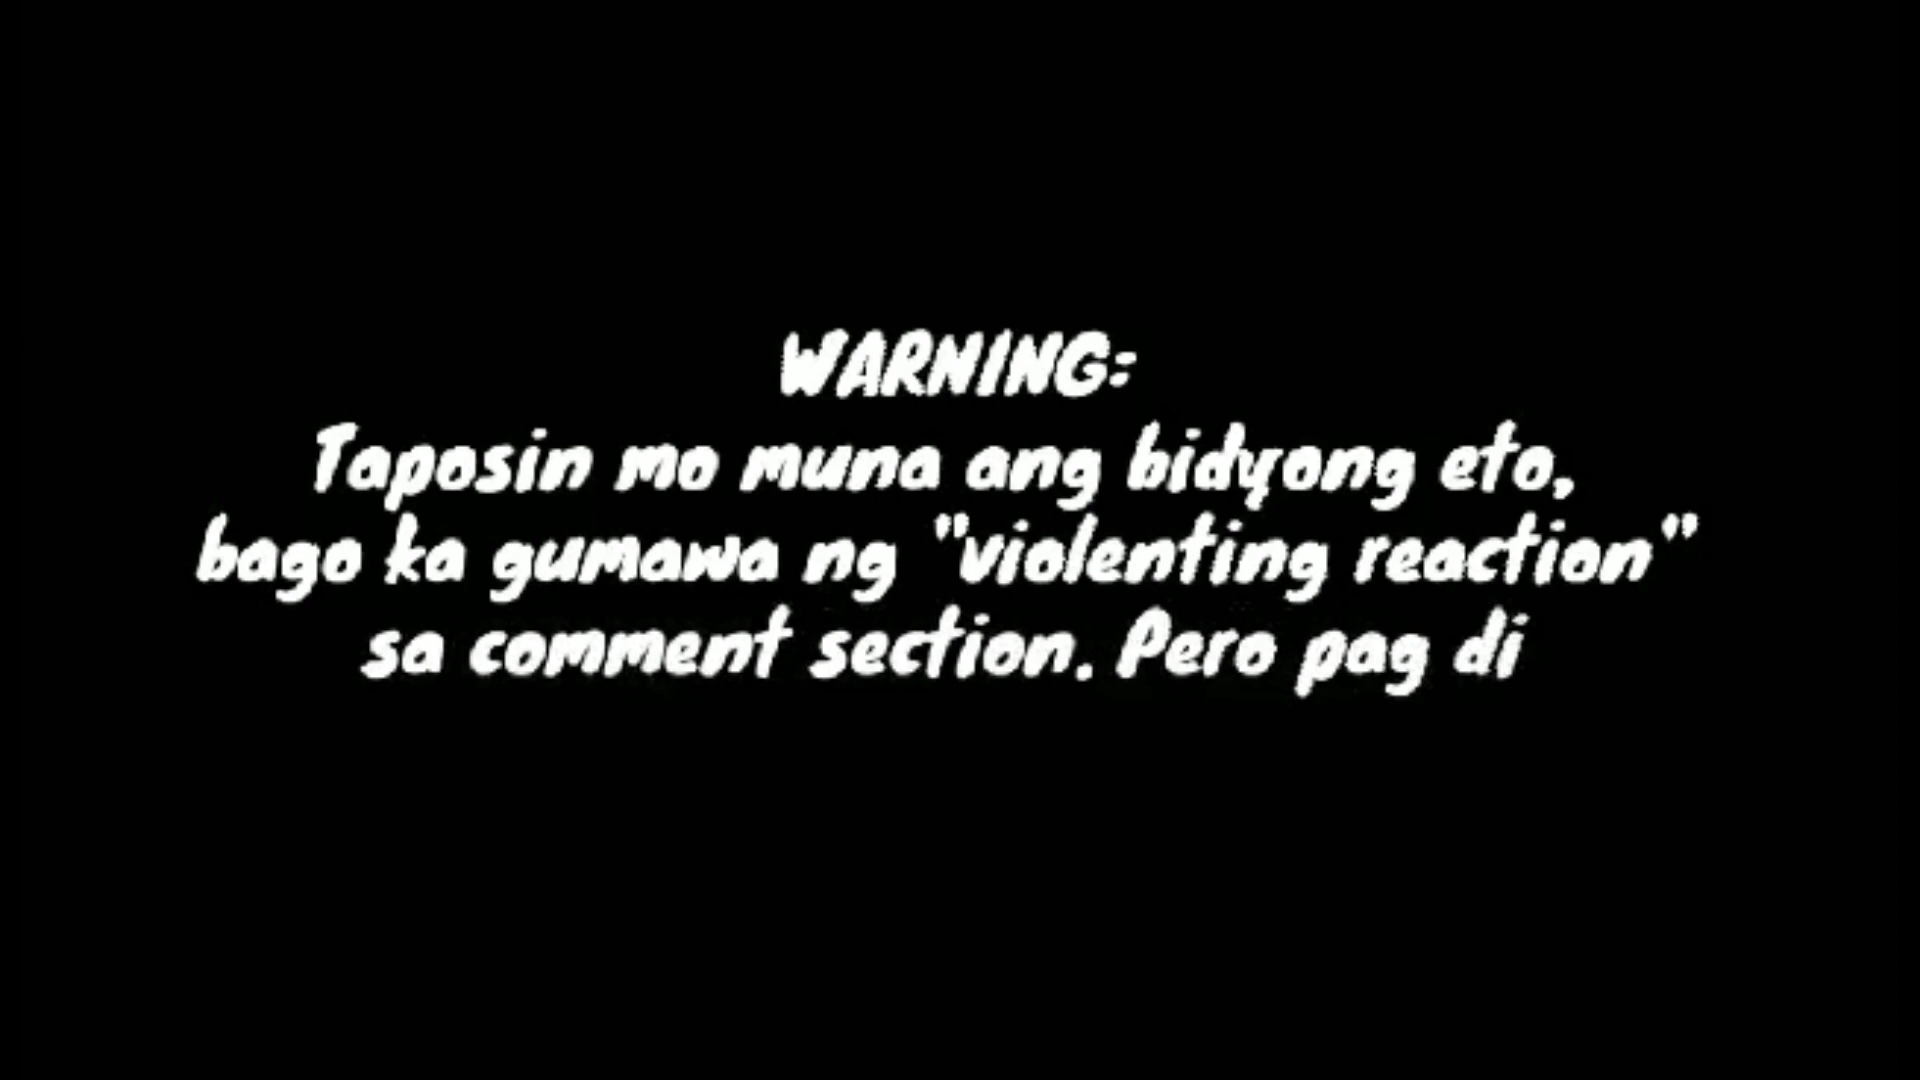 WARNING:
Taposin mo muna ang bidyong eto,
bago ka gumawa ng "violenting reaction"
sa comment section. Pero pag di